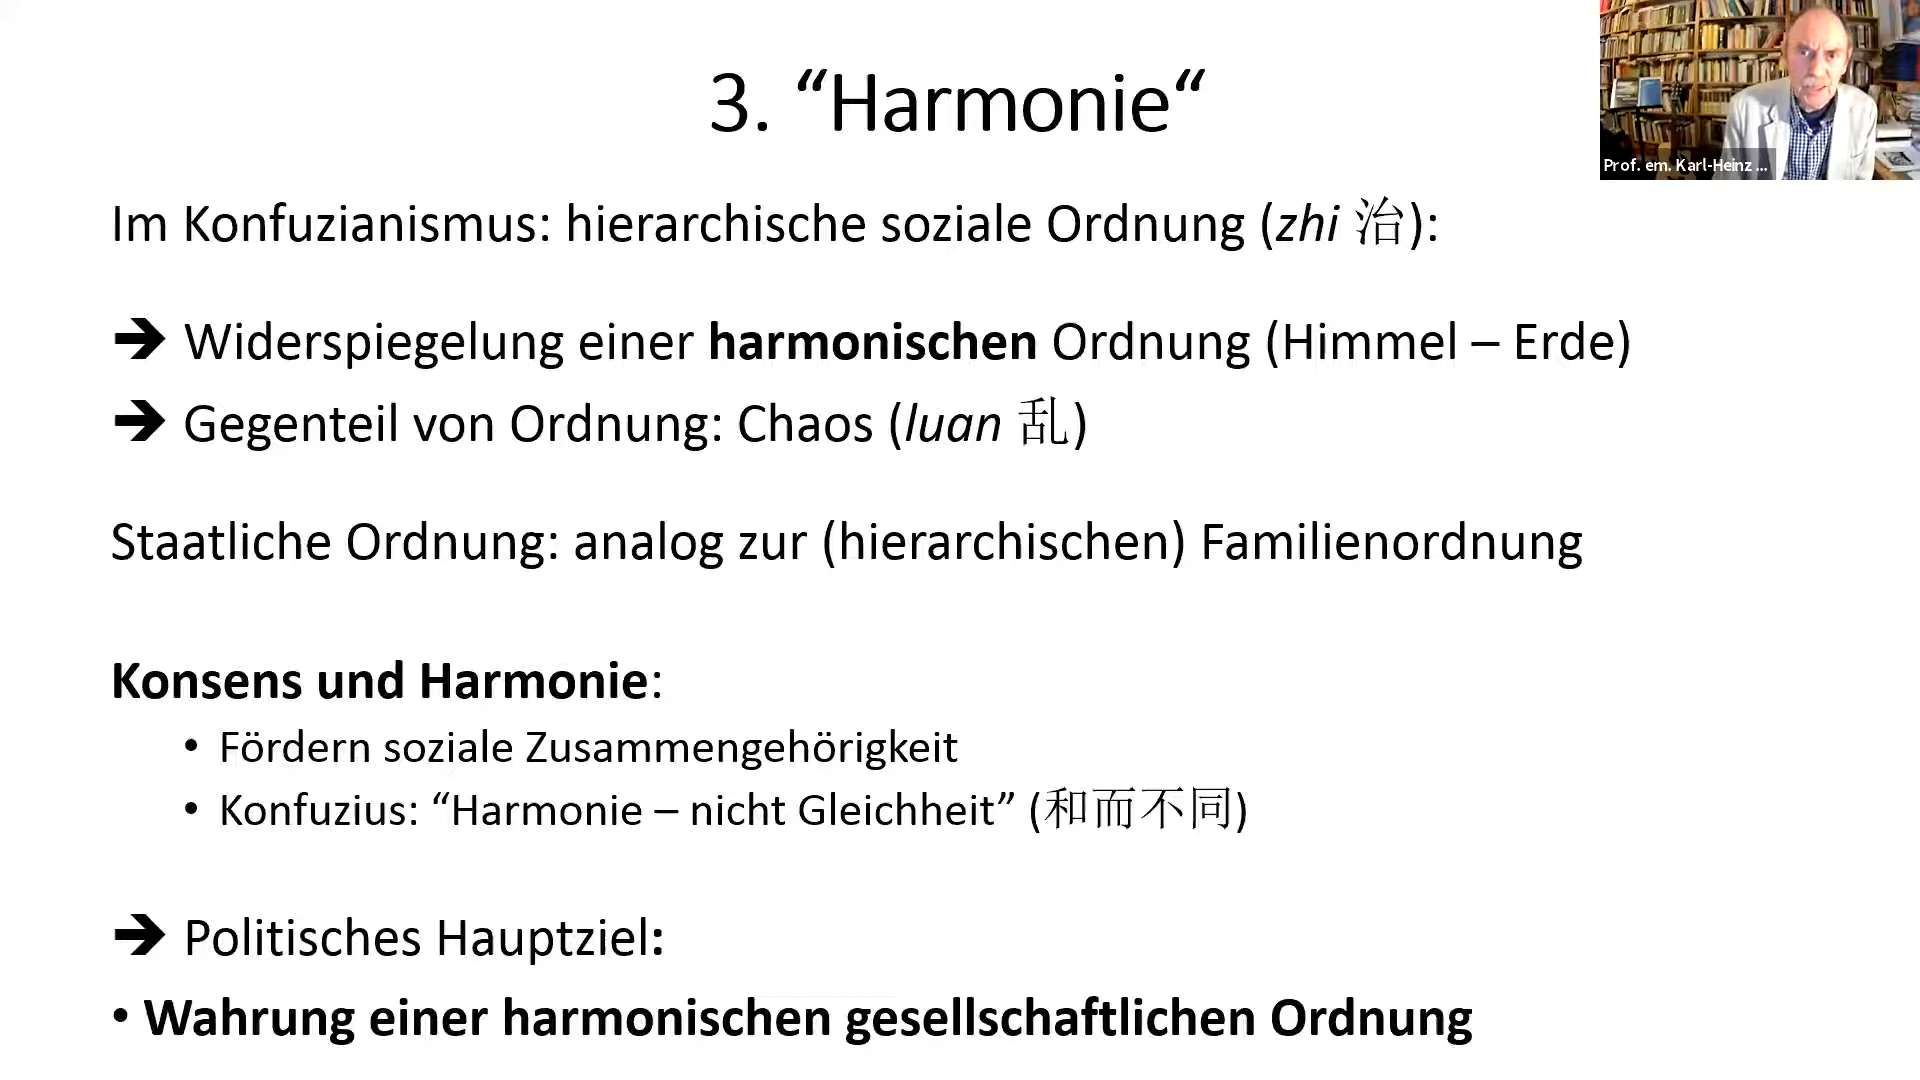 3. “Harmonie“
Prof. em. Karl-Heinz ...
Im Konfuzianismus: hierarchische soziale Ordnung (zhi 治):
➔ Widerspiegelung einer harmonischen Ordnung (Himmel – Erde)
➔ Gegenteil von Ordnung: Chaos (luan 乱)
Staatliche Ordnung: analog zur (hierarchischen) Familienordnung
Konsens und Harmonie:
• Fördern soziale Zusammengehörigkeit
• Konfuzius: “Harmonie – nicht Gleichheit” (和而不同)
➔ Politisches Hauptziel:
• Wahrung einer harmonischen gesellschaftlichen Ordnung